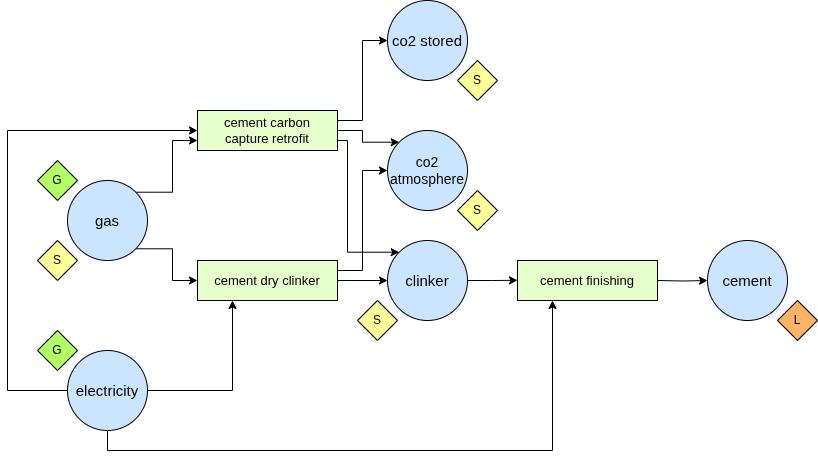 co2 stored
S
cement carbon
capture retrofit
co2
atmosphere
S
G
gas
S
cement dry clinker
clinker
S
cement finishing
cement
L
G
electricity